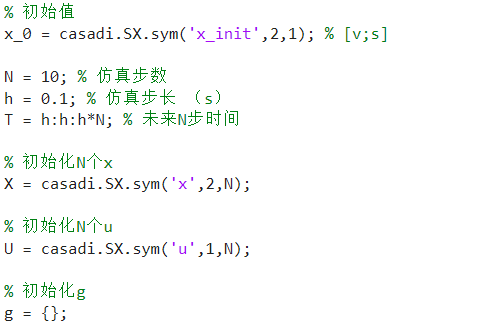 % 初始值
x_0 = casadi.SX.sym('x_init',2,1); % [v;s]
N = 10; % 仿真步数
h = 0.1; % 仿真步长 （s）
T = h:h:h*N; % 未来N步时间
% 初始化N个x
X = casadi.SX.sym('x',2,N);
% 初始化N个u
U = casadi.SX.sym('u',1,N);
% 初始化g
g = {};